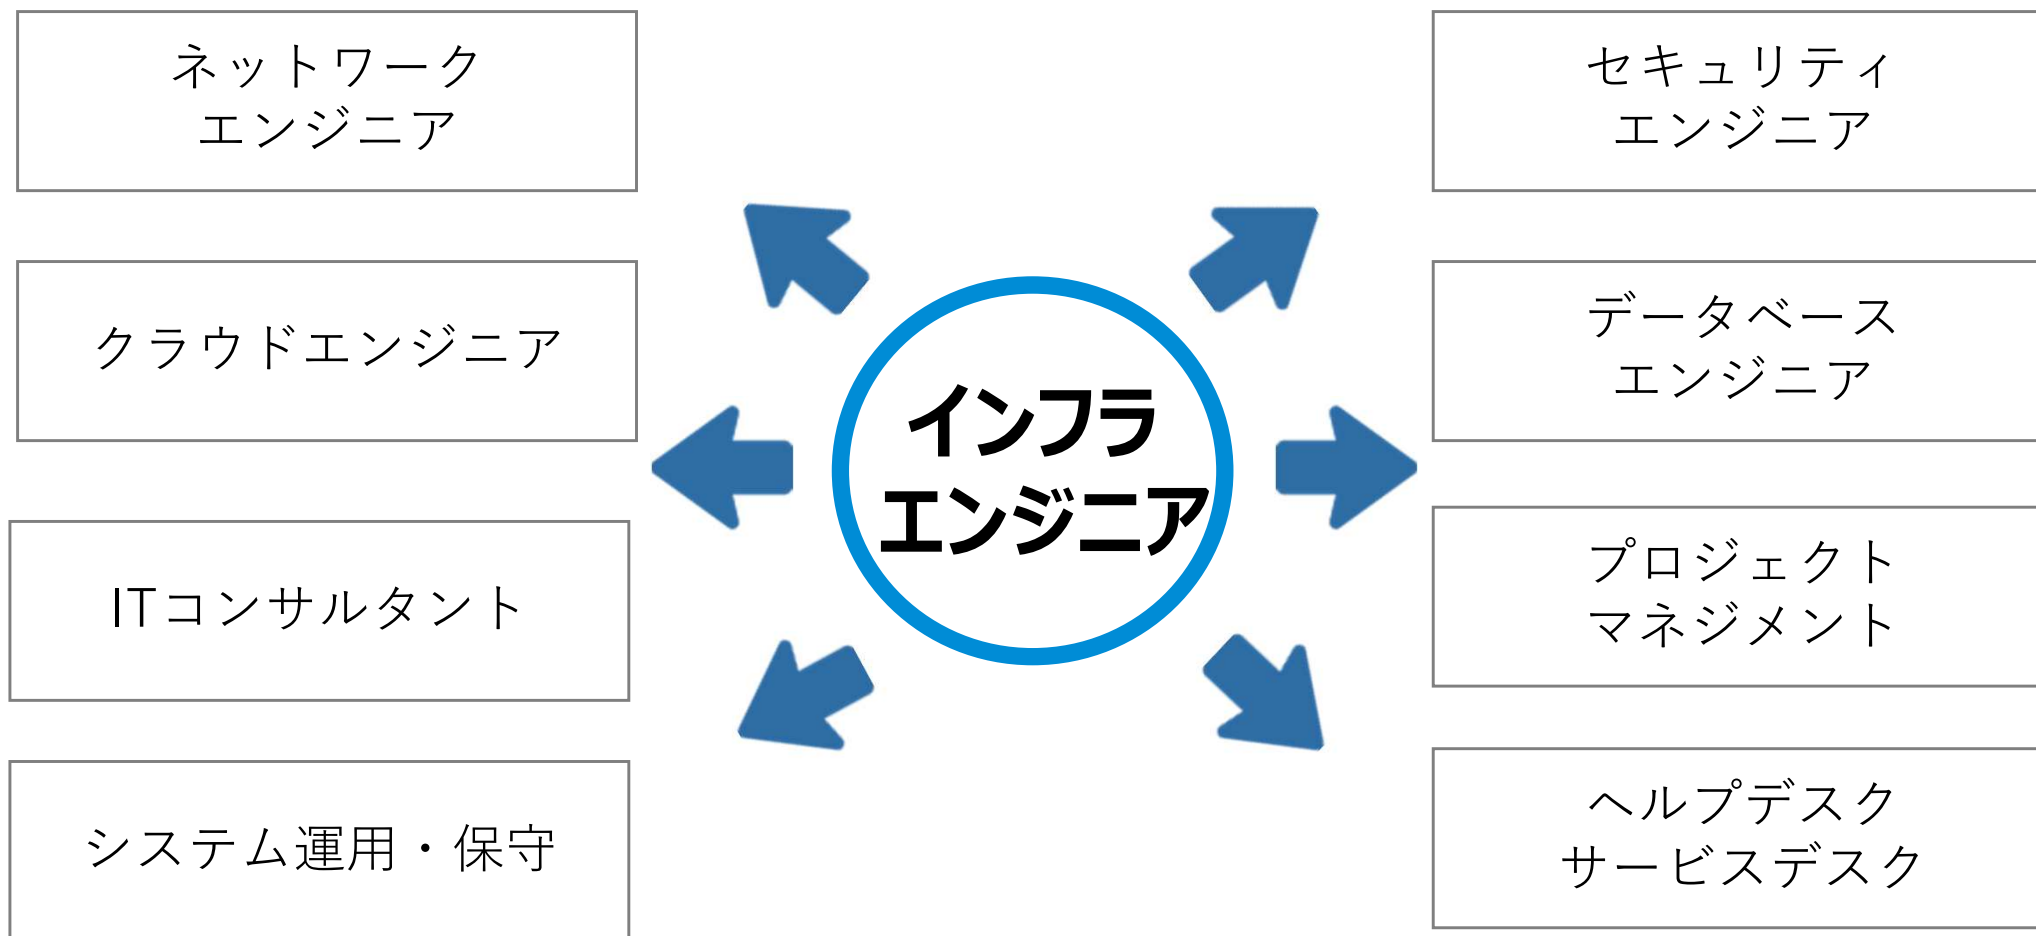 ネットワーク
エンジニア
クラウドエンジニア
ITコンサルタント
システム運用・保守
インフラ
エンジニア
セキュリティ
エンジニア
データベース
エンジニア
プロジェクト
マネジメント
ヘルプデスク
サービスデスク